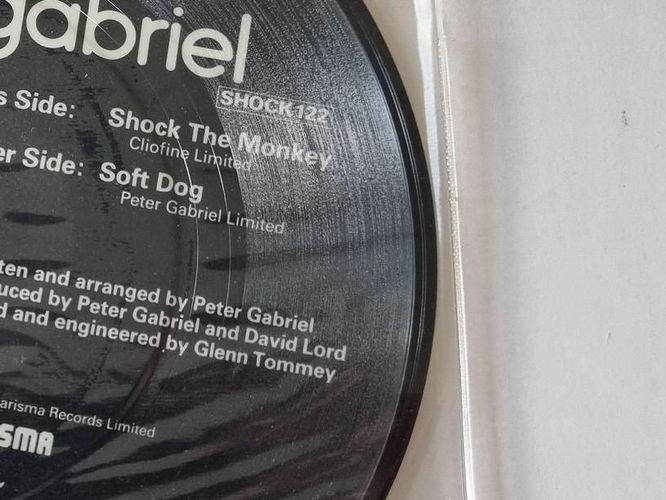 gabriel
SHOCK 122
s Side: Shock The Monkey
Cliofine Limited
er Side: Soft Dog
Peter Gabriel Limited
ten and arranged by Peter Gabriel
uced by Peter Gabriel and David Lord
d and engineered by Glenn Tommey
arisma Records Limited
SMA